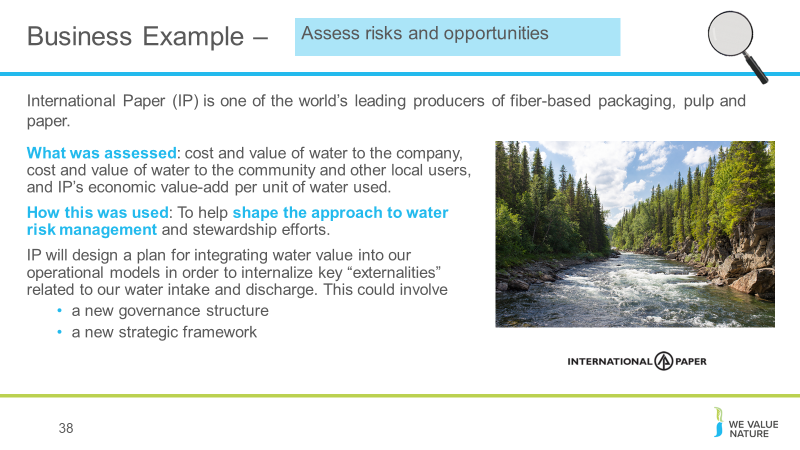 Business Example –
Assess risks and opportunities
International Paper (IP) is one of the world’s leading producers of fiber-based packaging, pulp and
paper.
What was assessed: cost and value of water to the company,
cost and value of water to the community and other local users,
and IP’s economic value-add per unit of water used.
How this was used: To help shape the approach to water
risk management and stewardship efforts.
IP will design a plan for integrating water value into our
operational models in order to internalize key “externalities”
related to our water intake and discharge. This could involve
• a new governance structure
• a new strategic framework
INTERNATIONAL PAPER
38
WE VALUE
NATURE